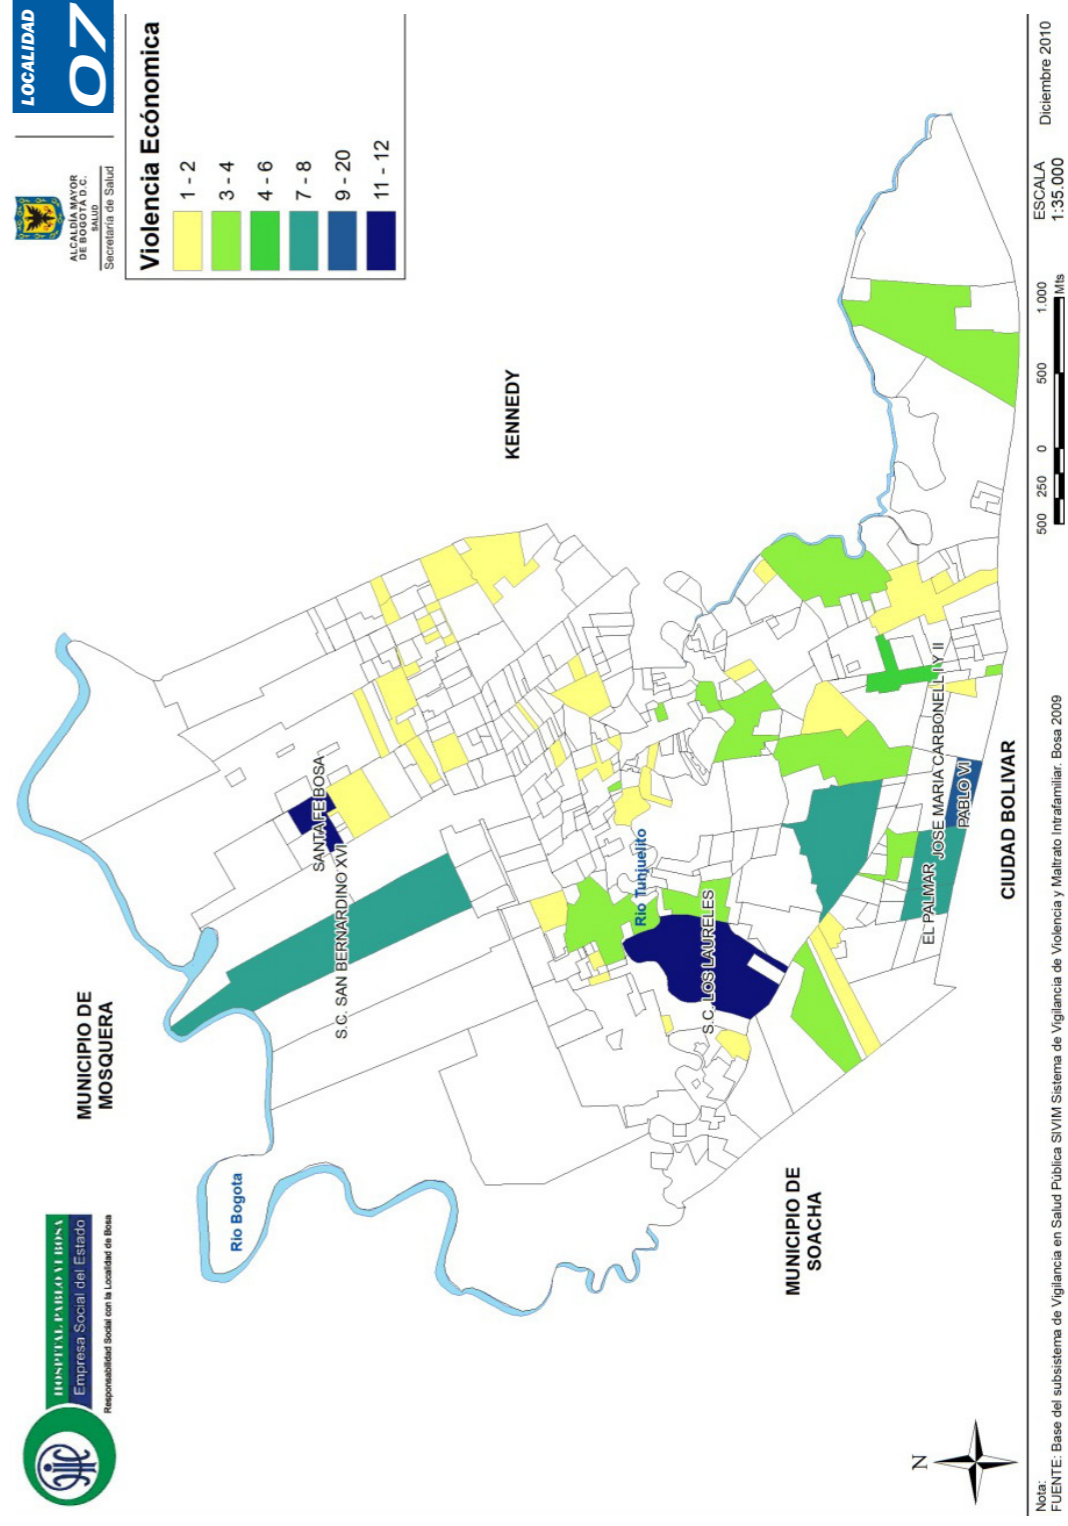 HOSPITAL PABLO VI BOSA
Empresa Social del Estado
Responsabilidad Social con la Localidad de Bosa
ALCALDÍA MAYOR
DE BOGOTÁ D.C.
SALUD
Secretaría de Salud
LOCALIDAD
07
Violencia Ecónomica
1 - 2
3 - 4
4 - 6
7 - 8
9 - 20
11 - 12
MUNICIPIO DE
MOSQUERA
KENNEDY
Rio Bogota
SANTA FE BOSA
S.C. SAN BERNARDINO XVI
Rio Tunjuelito
S.C. LOS LAURELES
MUNICIPIO DE
SOACHA
EL PALMAR
JOSE MARIA CARBONELL I Y II
PABLO VI
CIUDAD BOLIVAR
N
Nota:
FUENTE: Base del subsistema de Vigilancia en Salud Pública SIVIM Sistema de Vigilancia de Violencia y Maltrato Intrafamiliar. Bosa 2009
500 250 0 500 1.000
Mts
ESCALA
1:35.000
Diciembre 2010